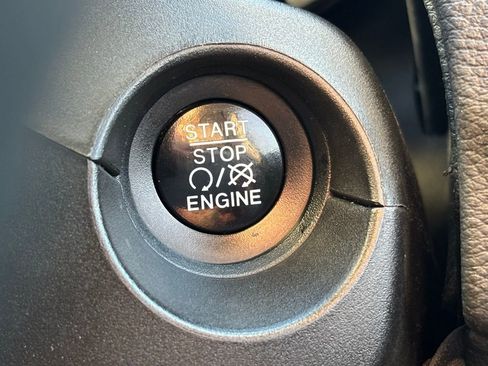 START
STOP
/
ENGINE